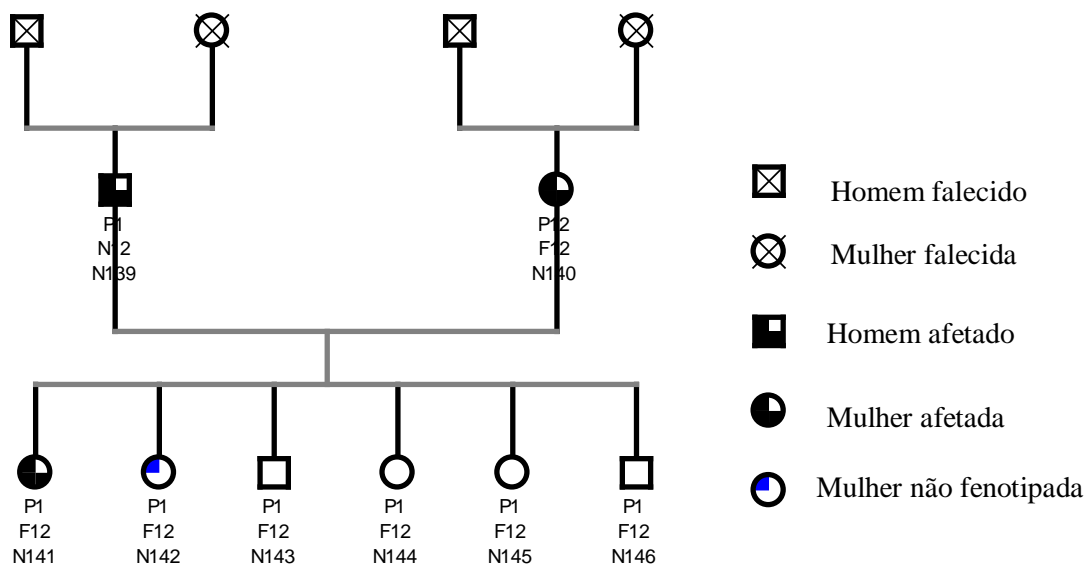 P1
N12
N139
P12
F12
N140
P1
F12
N141
P1
F12
N142
P1
F12
N143
P1
F12
N144
P1
F12
N145
P1
F12
N146
Homem falecido
Mulher falecida
Homem afetado
Mulher afetada
Mulher não fenotipada